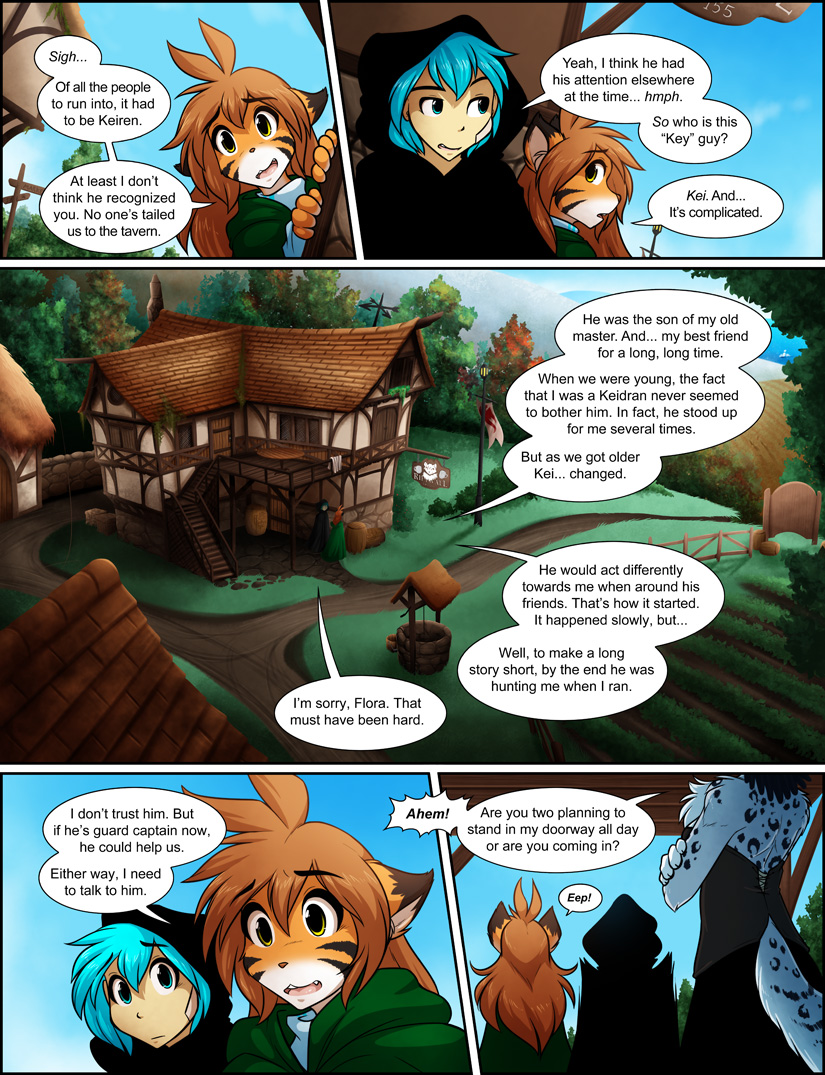 155
Sigh...
Of all the people
to run into, it had
to be Keiren.
At least I don't
think he recognized
you. No one's tailed
us to the tavern.
Yeah, I think he had
his attention elsewhere
at the time... hmph.
So who is this
“Key” guy?
Kei. And...
It's complicated.
He was the son of my old
master. And... my best friend
for a long, long time.
When we were young, the fact
that I was a Keidran never seemed
to bother him. In fact, he stood up
for me several times.
But as we got older
Kei... changed.
He would act differently
towards me when around his
friends. That's how it started.
It happened slowly, but...
Well, to make a long
story short, by the end he was
hunting me when I ran.
I'm sorry, Flora. That
must have been hard.
I don't trust him. But
if he's guard captain now,
he could help us.
Either way, I need
to talk to him.
Ahem!
Are you two planning to
stand in my doorway all day
or are you coming in?
Eep!